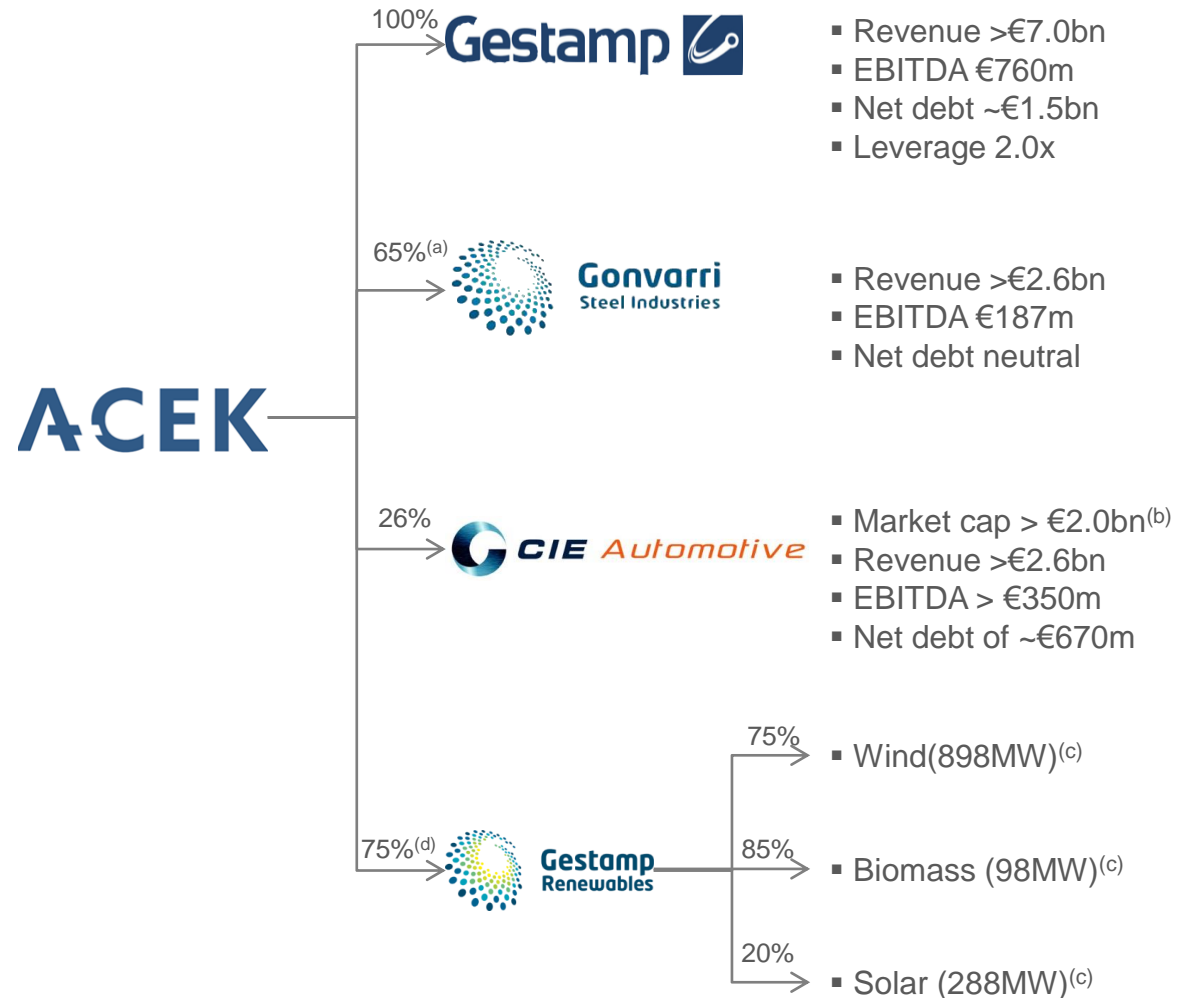 100%
Gestamp
▪ Revenue >€7.0bn
▪ EBITDA €760m
▪ Net debt ~€1.5bn
▪ Leverage 2.0x
65%(a)
Gonvarri
Steel Industries
▪ Revenue >€2.6bn
▪ EBITDA €187m
▪ Net debt neutral
ACEK
26%
CIE Automotive
▪ Market cap > €2.0bn(b)
▪ Revenue >€2.6bn
▪ EBITDA > €350m
▪ Net debt of ~€670m
75%(d)
Gestamp
Renewables
75%
▪ Wind(898MW)(c)
85%
▪ Biomass (98MW)(c)
20%
▪ Solar (288MW)(c)